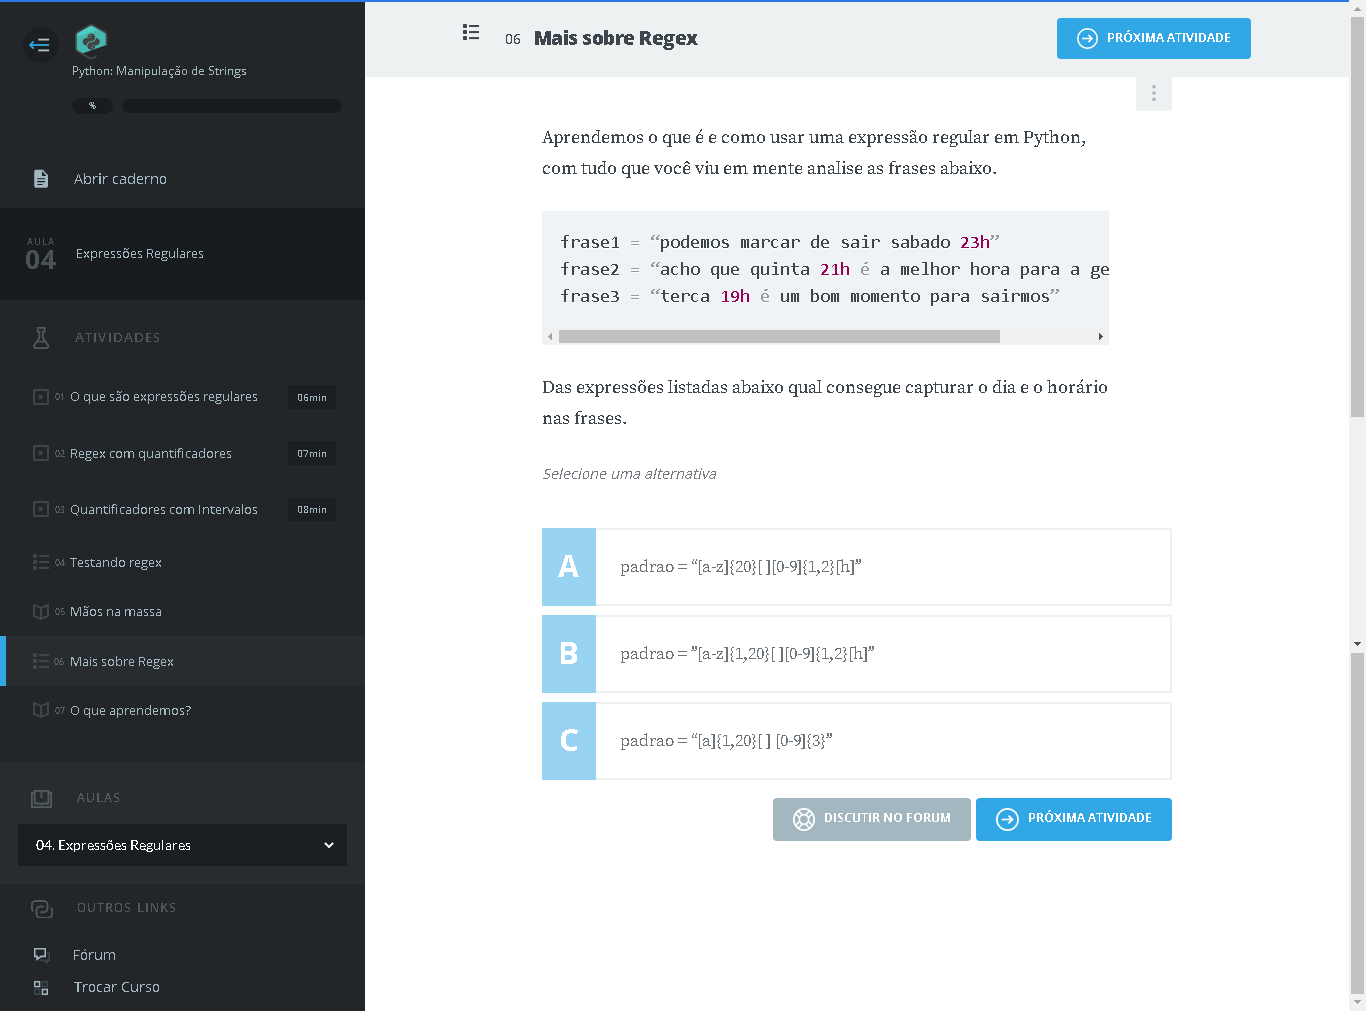 Python: Manipulação de Strings
%
Abrir caderno
AULA
04
Expressões Regulares
ATIVIDADES
01 O que são expressões regulares 06min
02 Regex com quantificadores 07min
03 Quantificadores com Intervalos 08min
04 Testando regex
05 Mãos na massa
06 Mais sobre Regex
07 O que aprendemos?
AULAS
04. Expressões Regulares
OUTROS LINKS
Fórum
Trocar Curso
06 Mais sobre Regex
PRÓXIMA ATIVIDADE
Aprendemos o que é e como usar uma expressão regular em Python,
com tudo que você viu em mente analise as frases abaixo.
frase1 = “podemos marcar de sair sabado 23h”
frase2 = “acho que quinta 21h é a melhor hora para a ge
frase3 = “terca 19h é um bom momento para sairmos”
Das expressões listadas abaixo qual consegue capturar o dia e o horário
nas frases.
Selecione uma alternativa
A padrao = “[a-z]{20}[ ][0-9]{1,2}[h]”
B padrao = ”[a-z]{1,20}[ ][0-9]{1,2}[h]”
C padrao = “[a]{1,20}[ ] [0-9]{3}”
DISCUTIR NO FORUM
PRÓXIMA ATIVIDADE